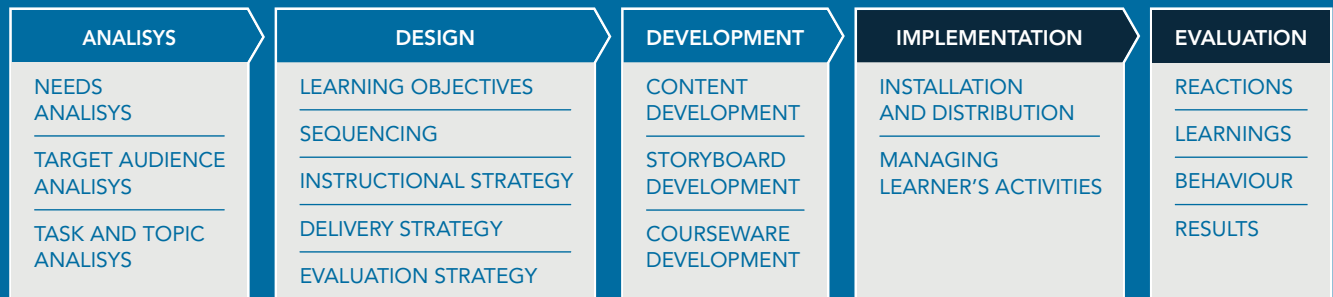 ANALISYS
NEEDS
ANALISYS
TARGET AUDIENCE
ANALISYS
TASK AND TOPIC
ANALISYS
DESIGN
LEARNING OBJECTIVES
SEQUENCING
INSTRUCTIONAL STRATEGY
DELIVERY STRATEGY
EVALUATION STRATEGY
DEVELOPMENT
CONTENT
DEVELOPMENT
STORYBOARD
DEVELOPMENT
COURSEWARE
DEVELOPMENT
IMPLEMENTATION
INSTALLATION
AND DISTRIBUTION
MANAGING
LEARNER’S ACTIVITIES
EVALUATION
REACTIONS
LEARNINGS
BEHAVIOUR
RESULTS